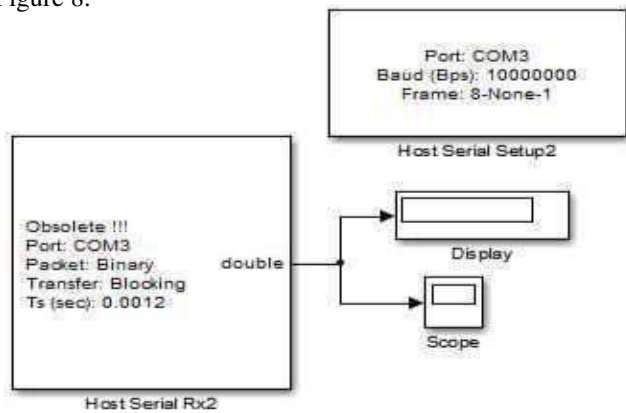 Figure 8.
Port: COM3
Baud (Bps): 10000000
Frame: 8-None-1
Host Serial Setup2
Obsolete !!!
Port: COM3
Packet: Binary
Transfer: Blocking
Ts (sec): 0.0012
double
Host Serial Rx2
Display
Scope